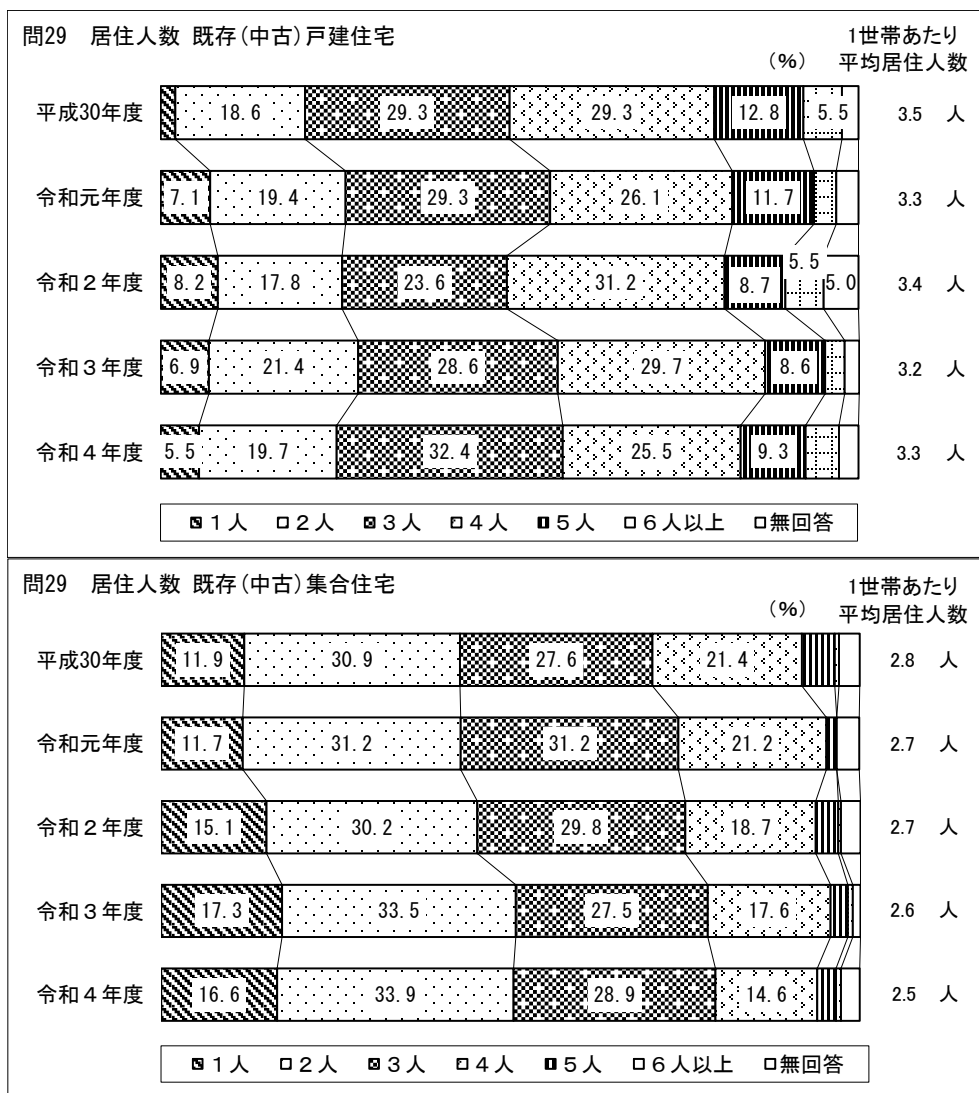 問29　居住人数 既存(中古)戸建住宅
1世帯あたり
(%)　平均居住人数
平成30年度 18.6 29.3 29.3 12.8 5.5 3.5 人
令和元年度 7.1 19.4 29.3 26.1 11.7 3.3 人
令和２年度 8.2 17.8 23.6 31.2 8.7 5.5 5.0 3.4 人
令和３年度 6.9 21.4 28.6 29.7 8.6 3.2 人
令和４年度 5.5 19.7 32.4 25.5 9.3 3.3 人
１人 ２人 ３人 ４人 ５人 ６人以上 無回答
問29　居住人数 既存(中古)集合住宅
1世帯あたり
(%)　平均居住人数
平成30年度 11.9 30.9 27.6 21.4 2.8 人
令和元年度 11.7 31.2 31.2 21.2 2.7 人
令和２年度 15.1 30.2 29.8 18.7 2.7 人
令和３年度 17.3 33.5 27.5 17.6 2.6 人
令和４年度 16.6 33.9 28.9 14.6 2.5 人
１人 ２人 ３人 ４人 ５人 ６人以上 無回答